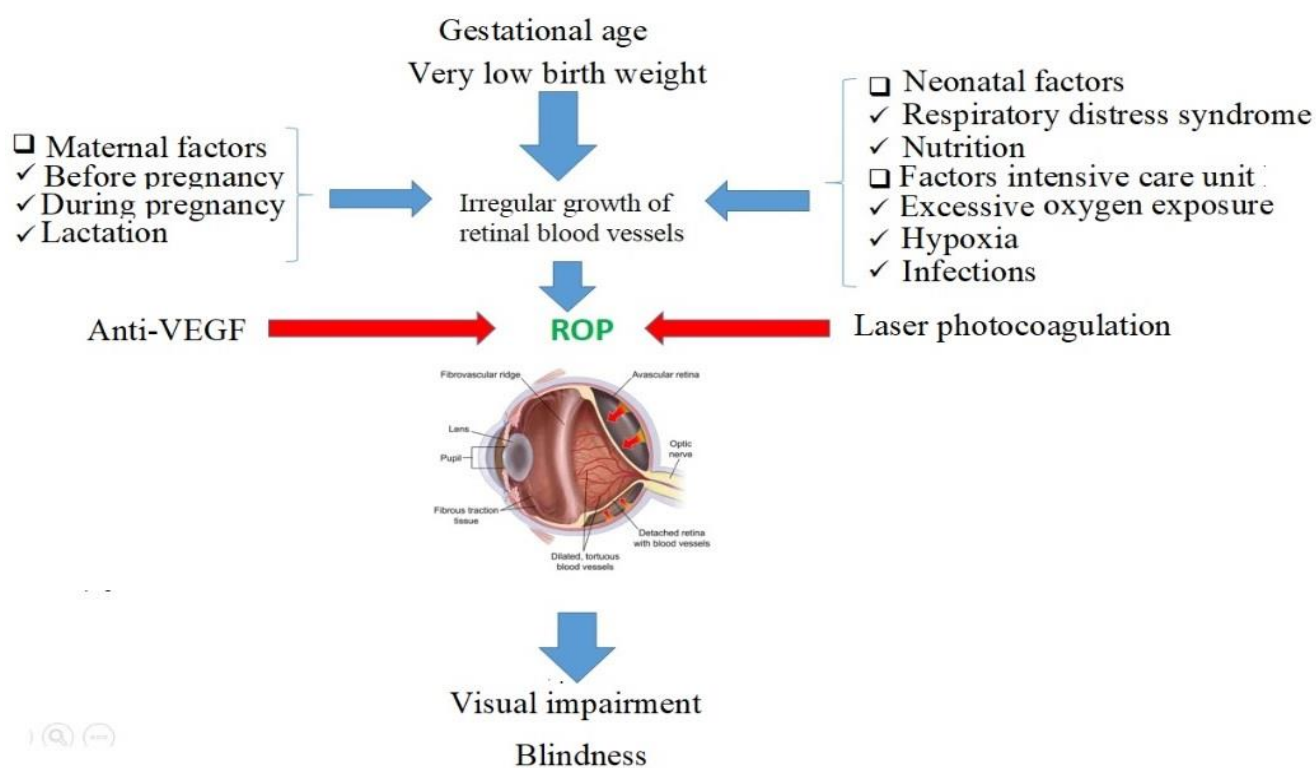 Gestational age
Very low birth weight
❑ Maternal factors
✓ Before pregnancy
✓ During pregnancy
✓ Lactation
Irregular growth of
retinal blood vessels
❑ Neonatal factors
✓ Respiratory distress syndrome
✓ Nutrition
❑ Factors intensive care unit
✓ Excessive oxygen exposure
✓ Hypoxia
✓ Infections
Anti-VEGF
ROP
Laser photocoagulation
Fibrovascular ridge
Avascular retina
Lens
Pupil
Optic
nerve
Fibrous traction
tissue
Detached retina
with blood vessels
Dilated, tortuous
blood vessels
Visual impairment
Blindness